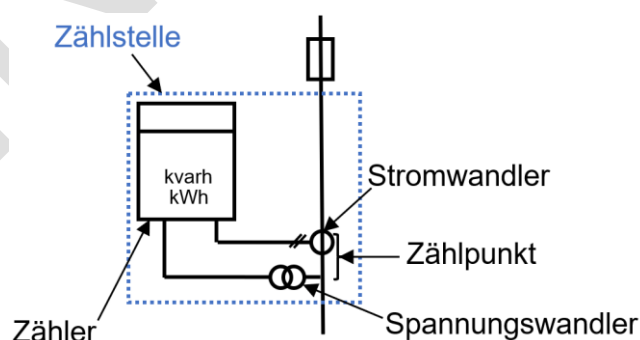 Zählstelle
kvarh
kWh
Stromwandler
Zählpunkt
Spannungswandler
Zähler